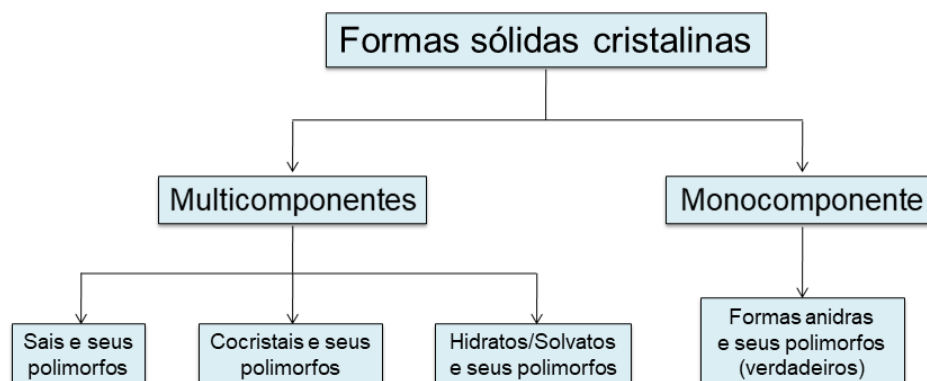 Formas sólidas cristalinas
Multicomponentes
Monocomponente
Sais e seus
polimorfos
Cocristais e seus
polimorfos
Hidratos/Solvatos
e seus polimorfos
Formas anidras
e seus polimorfos
(verdadeiros)